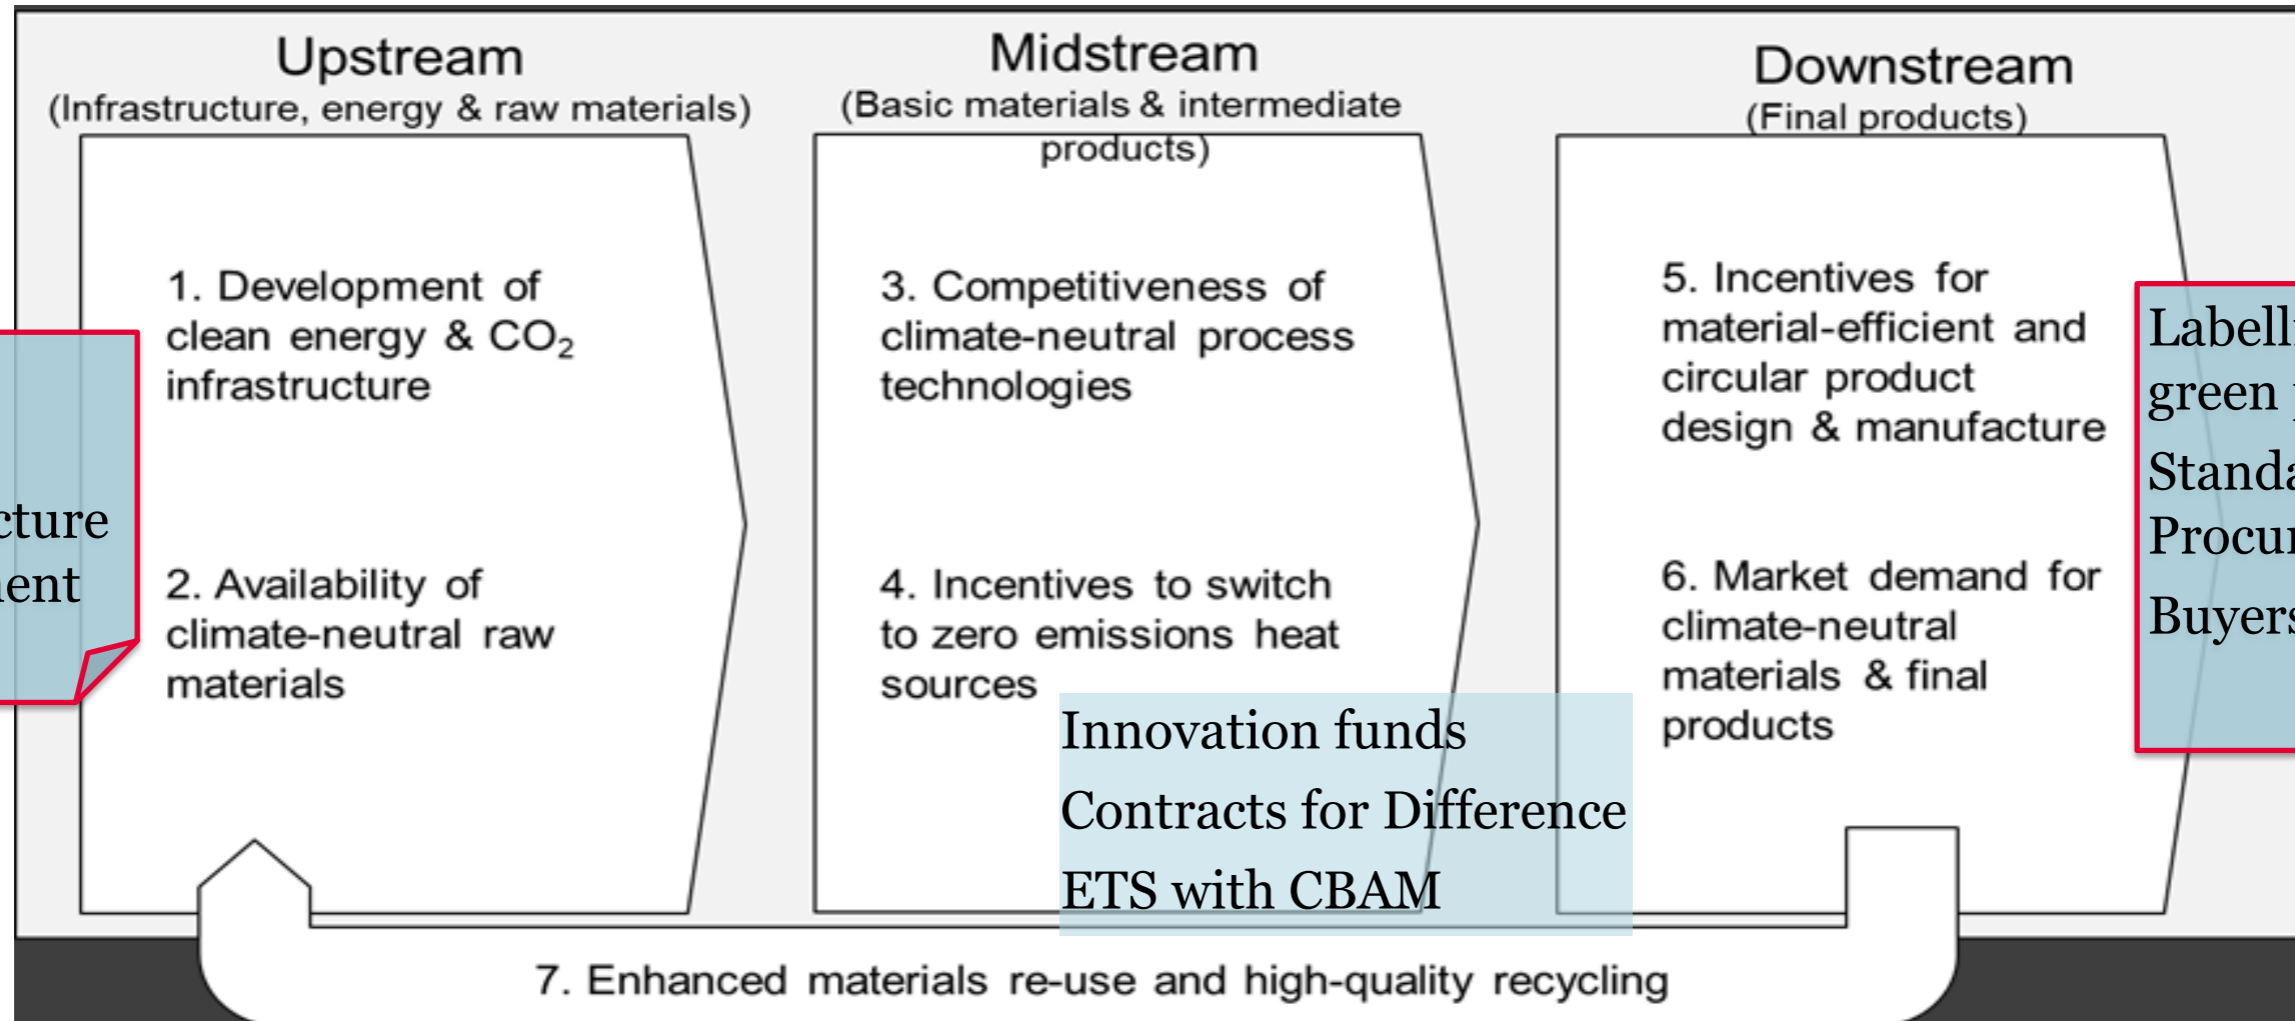 Upstream
(Infrastructure, energy & raw materials)
1. Development of
clean energy & CO₂
infrastructure
2. Availability of
climate-neutral raw
materials
Midstream
(Basic materials & intermediate
products)
3. Competitiveness of
climate-neutral process
technologies
4. Incentives to switch
to zero emissions heat
sources
Innovation funds
Contracts for Difference
ETS with CBAM
Downstream
(Final products)
5. Incentives for
material-efficient and
circular product
design & manufacture
6. Market demand for
climate-neutral
materials & final
products
green
7. Enhanced materials re-use and high-quality recycling